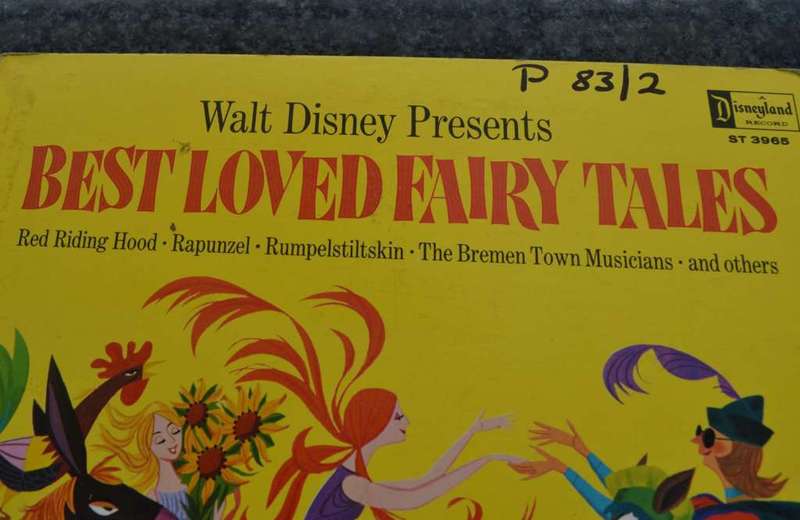 P 83/2
Disneyland
RECORD
ST 3965
Walt Disney Presents
BEST LOVED FAIRY TALES
Red Riding Hood · Rapunzel · Rumpelstiltskin · The Bremen Town Musicians · and others